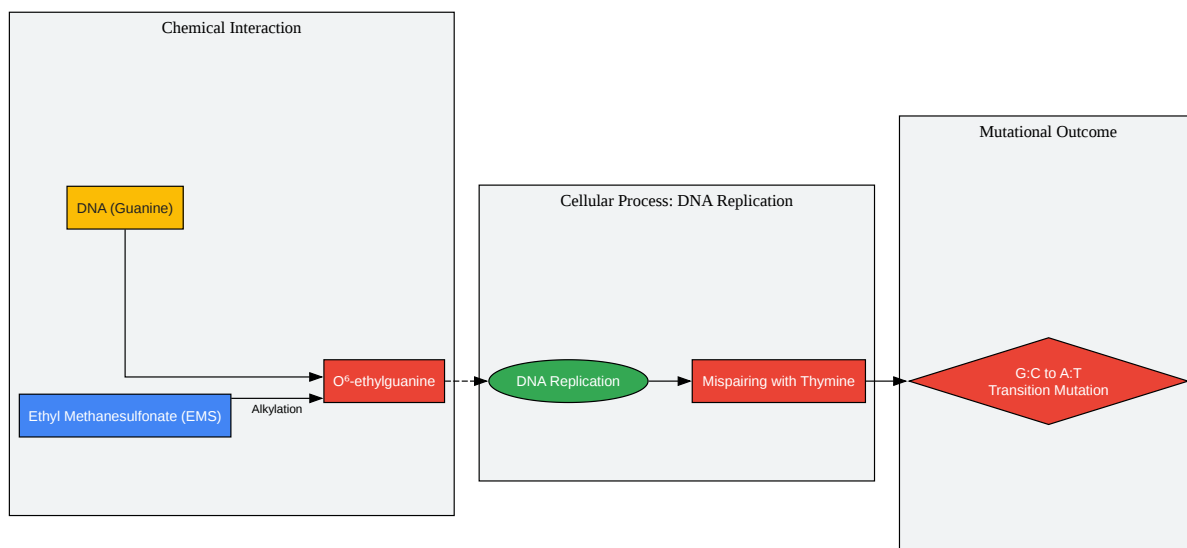 Chemical Interaction
DNA (Guanine)
Ethyl Methanesulfonate (EMS)
Alkylation
O⁶-ethylguanine
Cellular Process: DNA Replication
DNA Replication
Mispairing with Thymine
Mutational Outcome
G:C to A:T
Transition Mutation